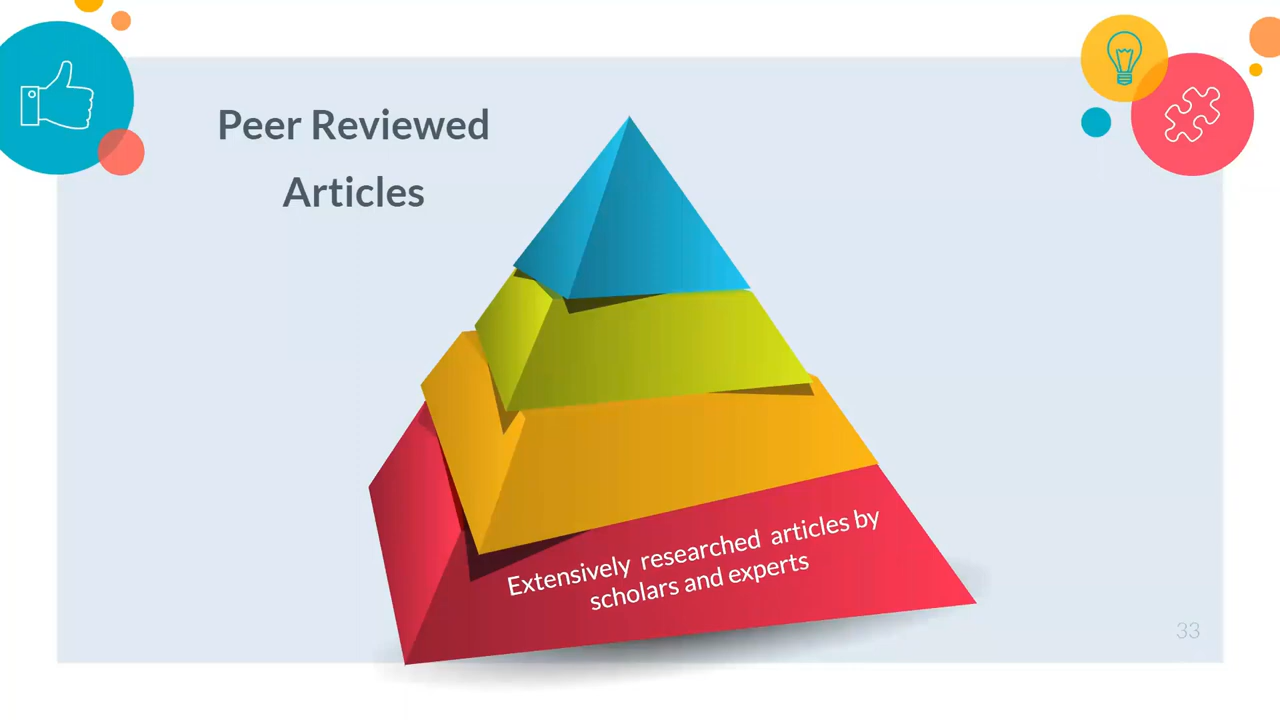 Peer Reviewed
Articles
Extensively researched articles by
scholars and experts
33